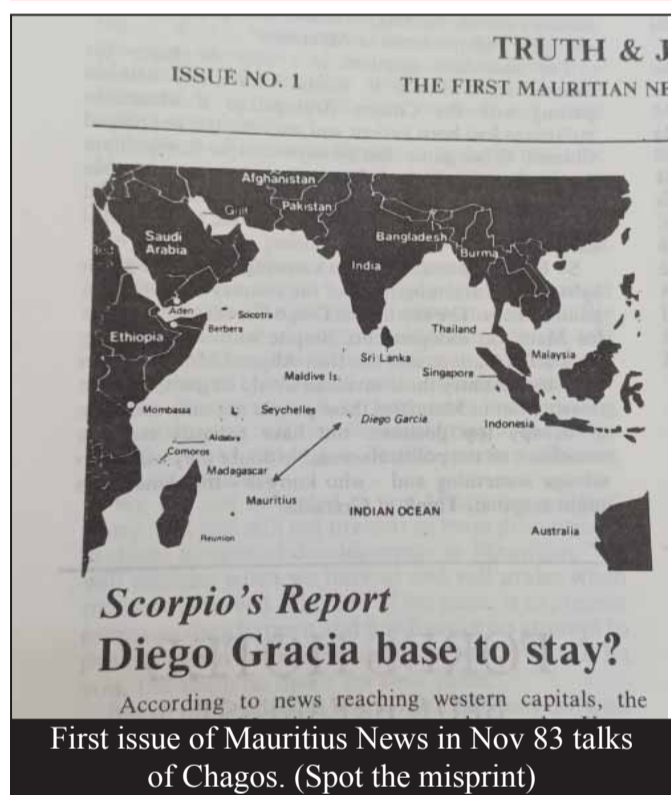 TRUTH & J
ISSUE NO. 1
THE FIRST MAURITIAN NE
Afghanistan
Gulf
Pakistan
Saudi
Arabia
Bangladesh
Burma
India
Red
Aden
Socotra
Berbera
Ethiopia
Thailand
Sri Lanka
Malaysia
Singapore
Maldive Is.
Mombassa
Seychelles
Diego Garcia
Indonesia
Aldabra
Comoros
Madagascar
Mauritius
INDIAN OCEAN
Australia
Reunion
Scorpio's Report
Diego Gracia base to stay?
According to news reaching western capitals, the
First issue of Mauritius News in Nov 83 talks
of Chagos. (Spot the misprint)